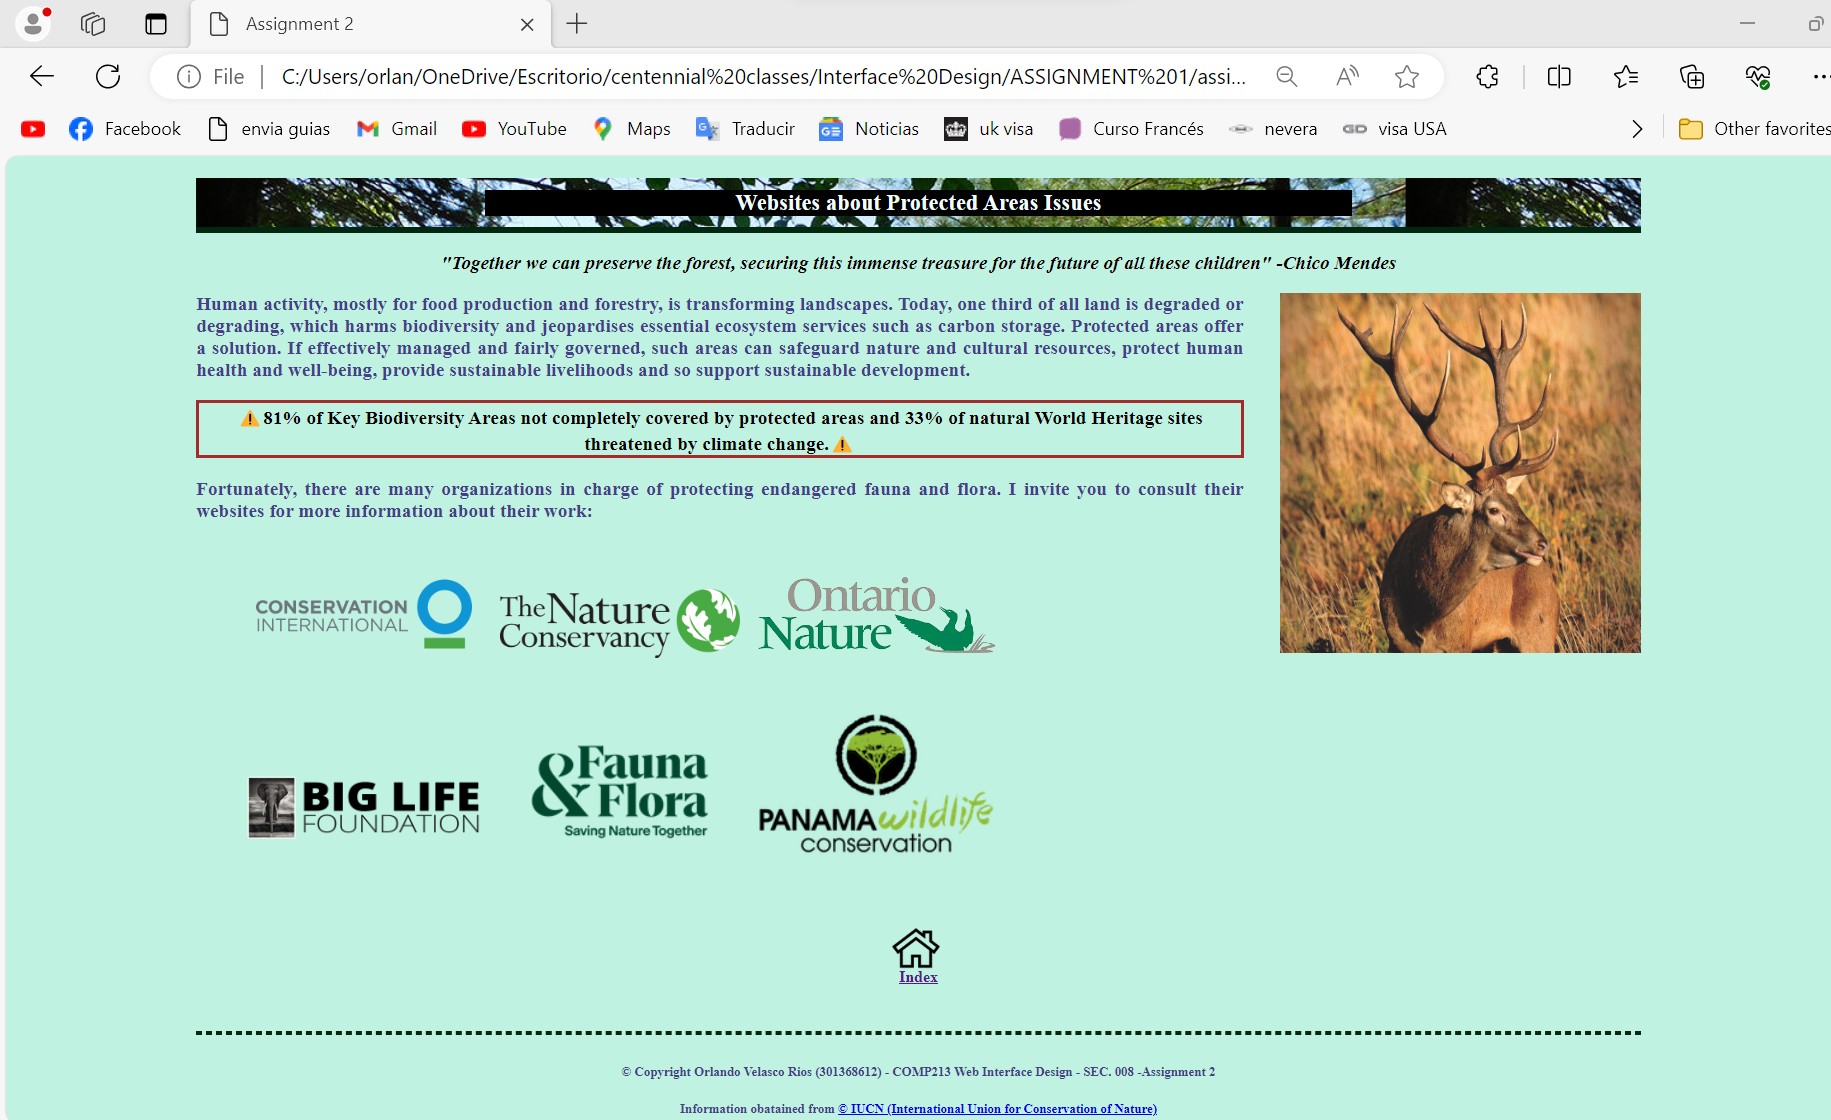 Assignment 2
File
C:/Users/orlan/OneDrive/Escritorio/centennial%20classes/Interface%20Design/ASSIGNMENT%201/assi...
Facebook envia guias Gmail YouTube Maps Traducir Noticias uk visa Curso Francés nevera visa USA Other favorites
Websites about Protected Areas Issues
"Together we can preserve the forest, securing this immense treasure for the future of all these children" -Chico Mendes
Human activity, mostly for food production and forestry, is transforming landscapes. Today, one third of all land is degraded or
degrading, which harms biodiversity and jeopardises essential ecosystem services such as carbon storage. Protected areas offer
a solution. If effectively managed and fairly governed, such areas can safeguard nature and cultural resources, protect human
health and well-being, provide sustainable livelihoods and so support sustainable development.
⚠️ 81% of Key Biodiversity Areas not completely covered by protected areas and 33% of natural World Heritage sites
threatened by climate change. ⚠️
Fortunately, there are many organizations in charge of protecting endangered fauna and flora. I invite you to consult their
websites for more information about their work:
CONSERVATION
INTERNATIONAL
The Nature
Conservancy
Ontario
Nature
BIG LIFE
FOUNDATION
Fauna
& Flora
Saving Nature Together
PANAMA wildlife
conservation
Index
© Copyright Orlando Velasco Rios (301368612) - COMP213 Web Interface Design - SEC. 008 -Assignment 2
Information obatained from © IUCN (International Union for Conservation of Nature)